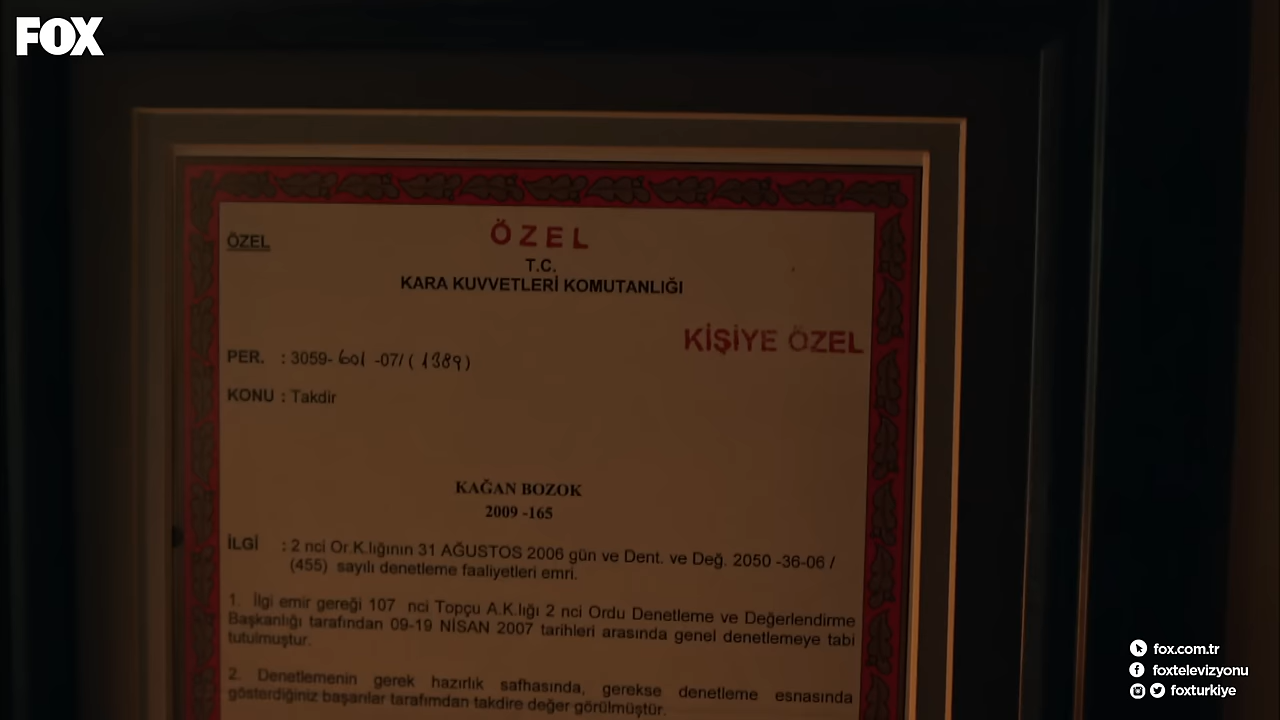 FOX
ÖZEL
ÖZEL
T.C.
KARA KUVVETLERİ KOMUTANLIĞI
KİŞİYE ÖZEL
PER. : 3059- 601 -07/ ( 1389)
KONU : Takdir
KAĞAN BOZOK
2009 -165
İLGİ : 2 nci Or.K.lığının 31 AĞUSTOS 2006 gün ve Dent. ve Değ. 2050 -36-06 /
(455) sayılı denetleme faaliyetleri emri.
1. İlgi emir gereği 107 nci Topçu A.K.lığı 2 nci Ordu Denetleme ve Değerlendirme
Başkanlığı tarafından 09-19 NİSAN 2007 tarihleri arasında genel denetlemeye tabi
tutulmuştur.
2. Denetlemenin gerek hazırlık safhasında, gerekse denetleme esnasında
gösterdiğiniz başarılar tarafımdan takdire değer görülmüştür.
fox.com.tr
foxtelevizyonu
foxturkiye